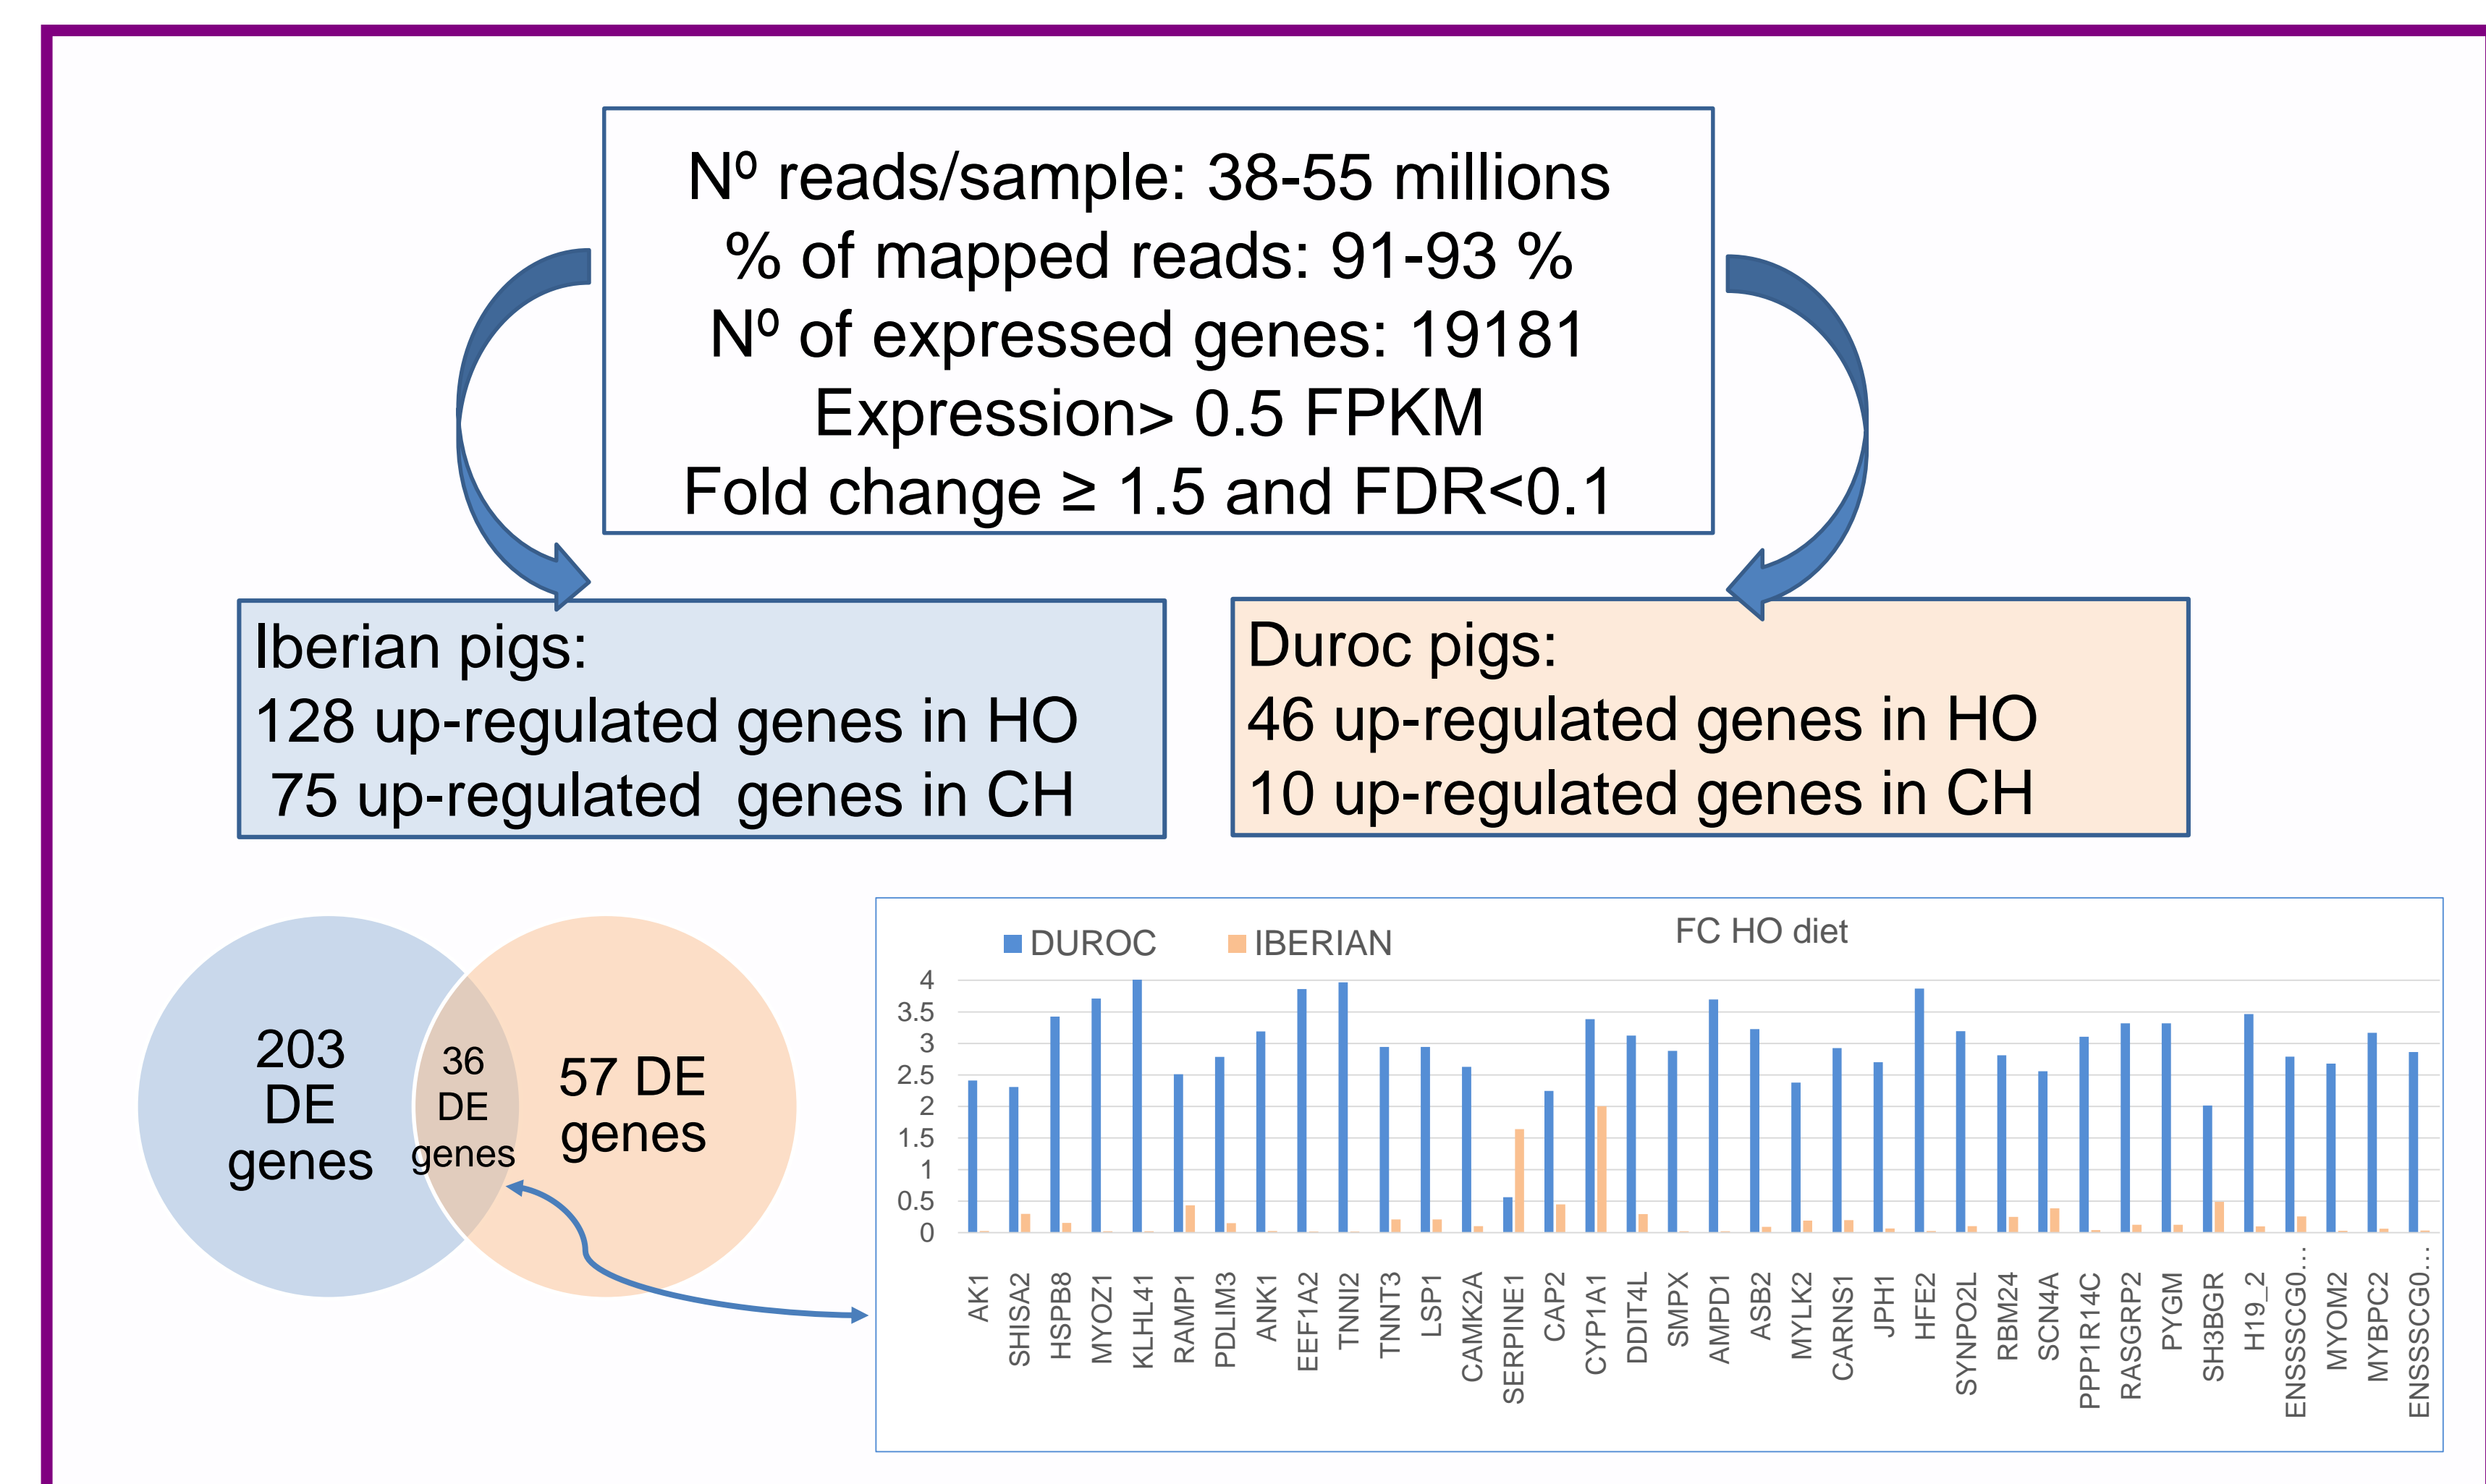 Nº reads/sample: 38-55 millions
% of mapped reads: 91-93 %
Nº of expressed genes: 19181
Expression> 0.5 FPKM
Fold change ≥ 1.5 and FDR<0.1
Iberian pigs:
128 up-regulated genes in HO
75 up-regulated  genes in CH
Duroc pigs:
46 up-regulated genes in HO
10 up-regulated genes in CH
203
DE
genes
36
DE
genes
57 DE
genes
FC HO diet
DUROC
IBERIAN
4
3.5
3
2.5
2
1.5
1
0.5
0
AK1
SHISA2
HSPB8
MYOZ1
KLHL41
RAMP1
PDLIM3
ANK1
EEF1A2
TNNI2
TNNT3
LSP1
CAMK2A
SERPINE1
CAP2
CYP1A1
DDIT4L
SMPX
AMPD1
ASB2
MYLK2
CARNS1
JPH1
HFE2
SYNPO2L
RBM24
SCN4A
PPP1R14C
RASGRP2
PYGM
SH3BGR
H19_2
ENSSSCG0…
MYOM2
MYBPC2
ENSSSCG0…